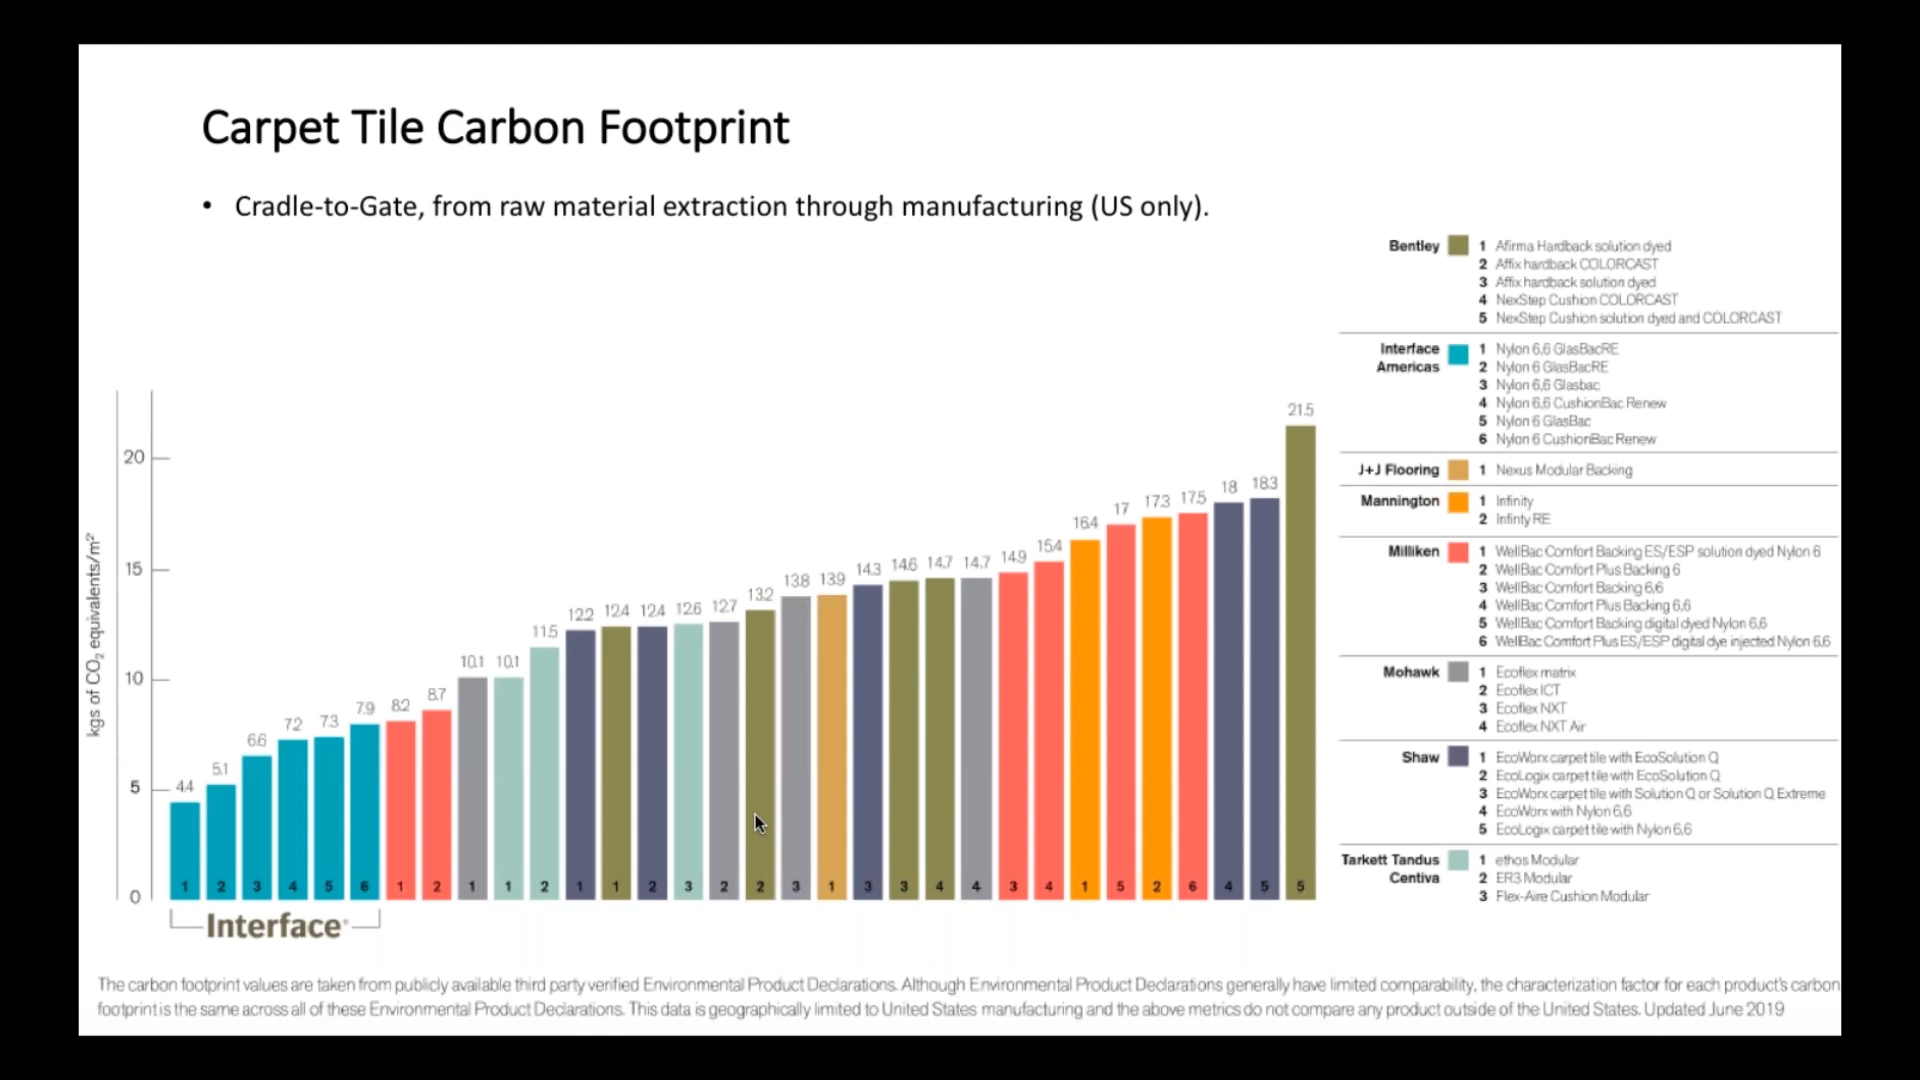 Carpet Tile Carbon Footprint
• Cradle-to-Gate, from raw material extraction through manufacturing (US only).
Bentley 1 Afirma Hardback solution dyed
2 Affix hardback COLORCAST
3 Affix hardback solution dyed
4 NexStep Cushion COLORCAST
5 NexStep Cushion solution dyed and COLORCAST
Interface Americas
1 Nylon 6,6 GlasBacRE
2 Nylon 6 GlasBacRE
3 Nylon 6,6 Glasbac
4 Nylon 6,6 CushionBac Renew
5 Nylon 6 GlasBac
6 Nylon 6 CushionBac Renew
J+J Flooring 1 Nexus Modular Backing
Mannington 1 Infinity
2 Infinty RE
Milliken 1 WellBac Comfort Backing ES/ESP solution dyed Nylon 6
2 WellBac Comfort Plus Backing 6
3 WellBac Comfort Backing 6,6
4 WellBac Comfort Plus Backing 6,6
5 WellBac Comfort Backing digital dyed Nylon 6,6
6 WellBac Comfort Plus ES/ESP digital dye injected Nylon 6,6
Mohawk 1 Ecoflex matrix
2 Ecoflex ICT
3 Ecoflex NXT
4 Ecoflex NXT Air
Shaw 1 EcoWorx carpet tile with EcoSolution Q
2 EcoLogix carpet tile with EcoSolution Q
3 EcoWorx carpet tile with Solution Q or Solution Q Extreme
4 EcoWorx with Nylon 6,6
5 EcoLogix carpet tile with Nylon 6,6
Tarkett Tandus Centiva
1 ethos Modular
2 ER3 Modular
3 Flex-Aire Cushion Modular
kgs of CO₂ equivalents/m²
20
15
10
5
0
4.4 5.1 6.6 7.2 7.3 7.9 8.2 8.7 10.1 10.1 11.5 12.2 12.4 12.4 12.6 12.7 13.2 13.8 13.9 14.3 14.6 14.7 14.7 14.9 15.4 16.4 17 17.3 17.5 18 18.3 21.5
1 2 3 4 5 6 1 2 1 1 2 1 1 2 3 2 2 3 1 3 3 4 4 3 4 1 5 2 6 4 5 5
Interface
The carbon footprint values are taken from publicly available third party verified Environmental Product Declarations. Although Environmental Product Declarations generally have limited comparability, the characterization factor for each product's carbon
footprint is the same across all of these Environmental Product Declarations. This data is geographically limited to United States manufacturing and the above metrics do not compare any product outside of the United States. Updated June 2019